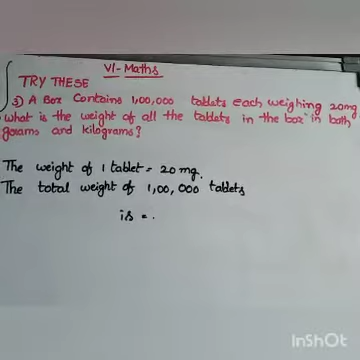 VI - Maths
TRY THESE
3) A Box Contains 1,00,000 tablets each weighing 20mg
what is the weight of all the tablets in the box in both
grams and kilograms?
The weight of 1 tablet = 20 mg.
The total weight of 1,00,000 tablets
is = .
InShOt